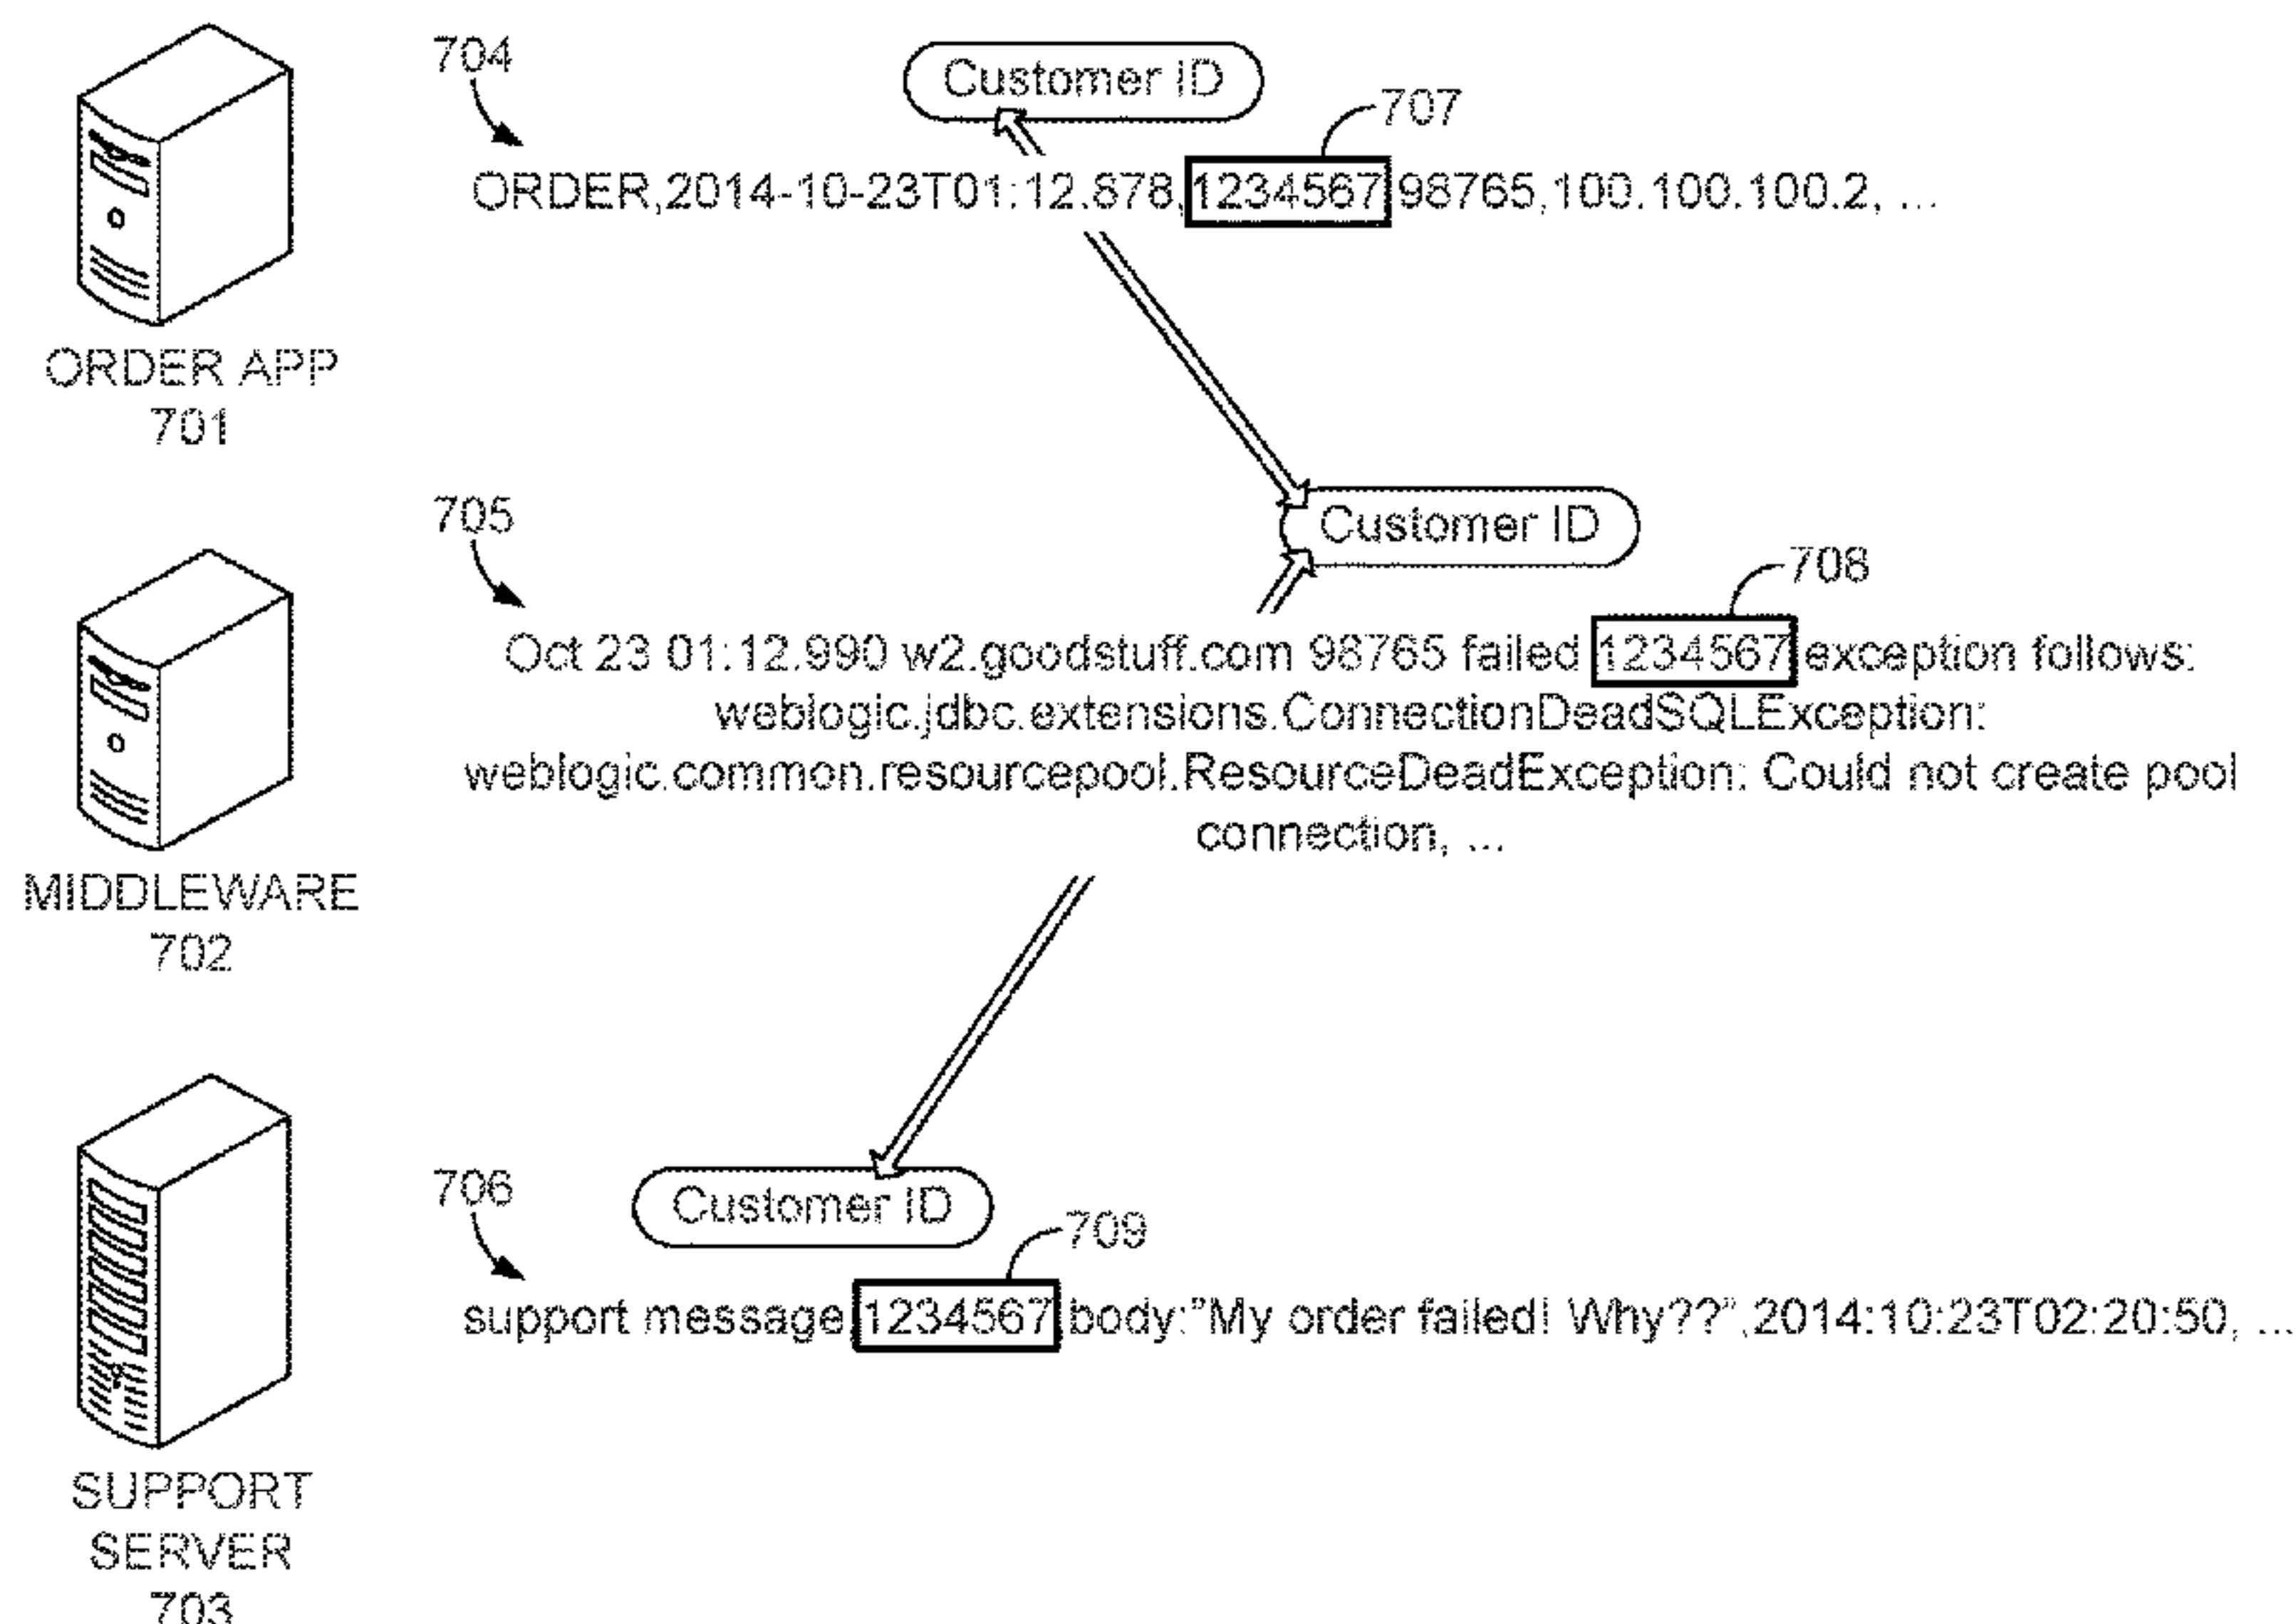 704
Customer ID
707
ORDER,2014-10-23T01:12.878,1234567,98765,100.100.100.2, ...
ORDER APP
701
705
Customer ID
708
Oct 23 01:12.990 w2.goodstuff.com 98765 failed 1234567 exception follows:
weblogic.jdbc.extensions.ConnectionDeadSQLException:
weblogic.common.resourcepool.ResourceDeadException: Could not create pool
connection, ...
MIDDLEWARE
702
706
Customer ID
709
support message,1234567,body:"My order failed! Why??",2014:10:23T02:20:50, ...
SUPPORT
SERVER
703